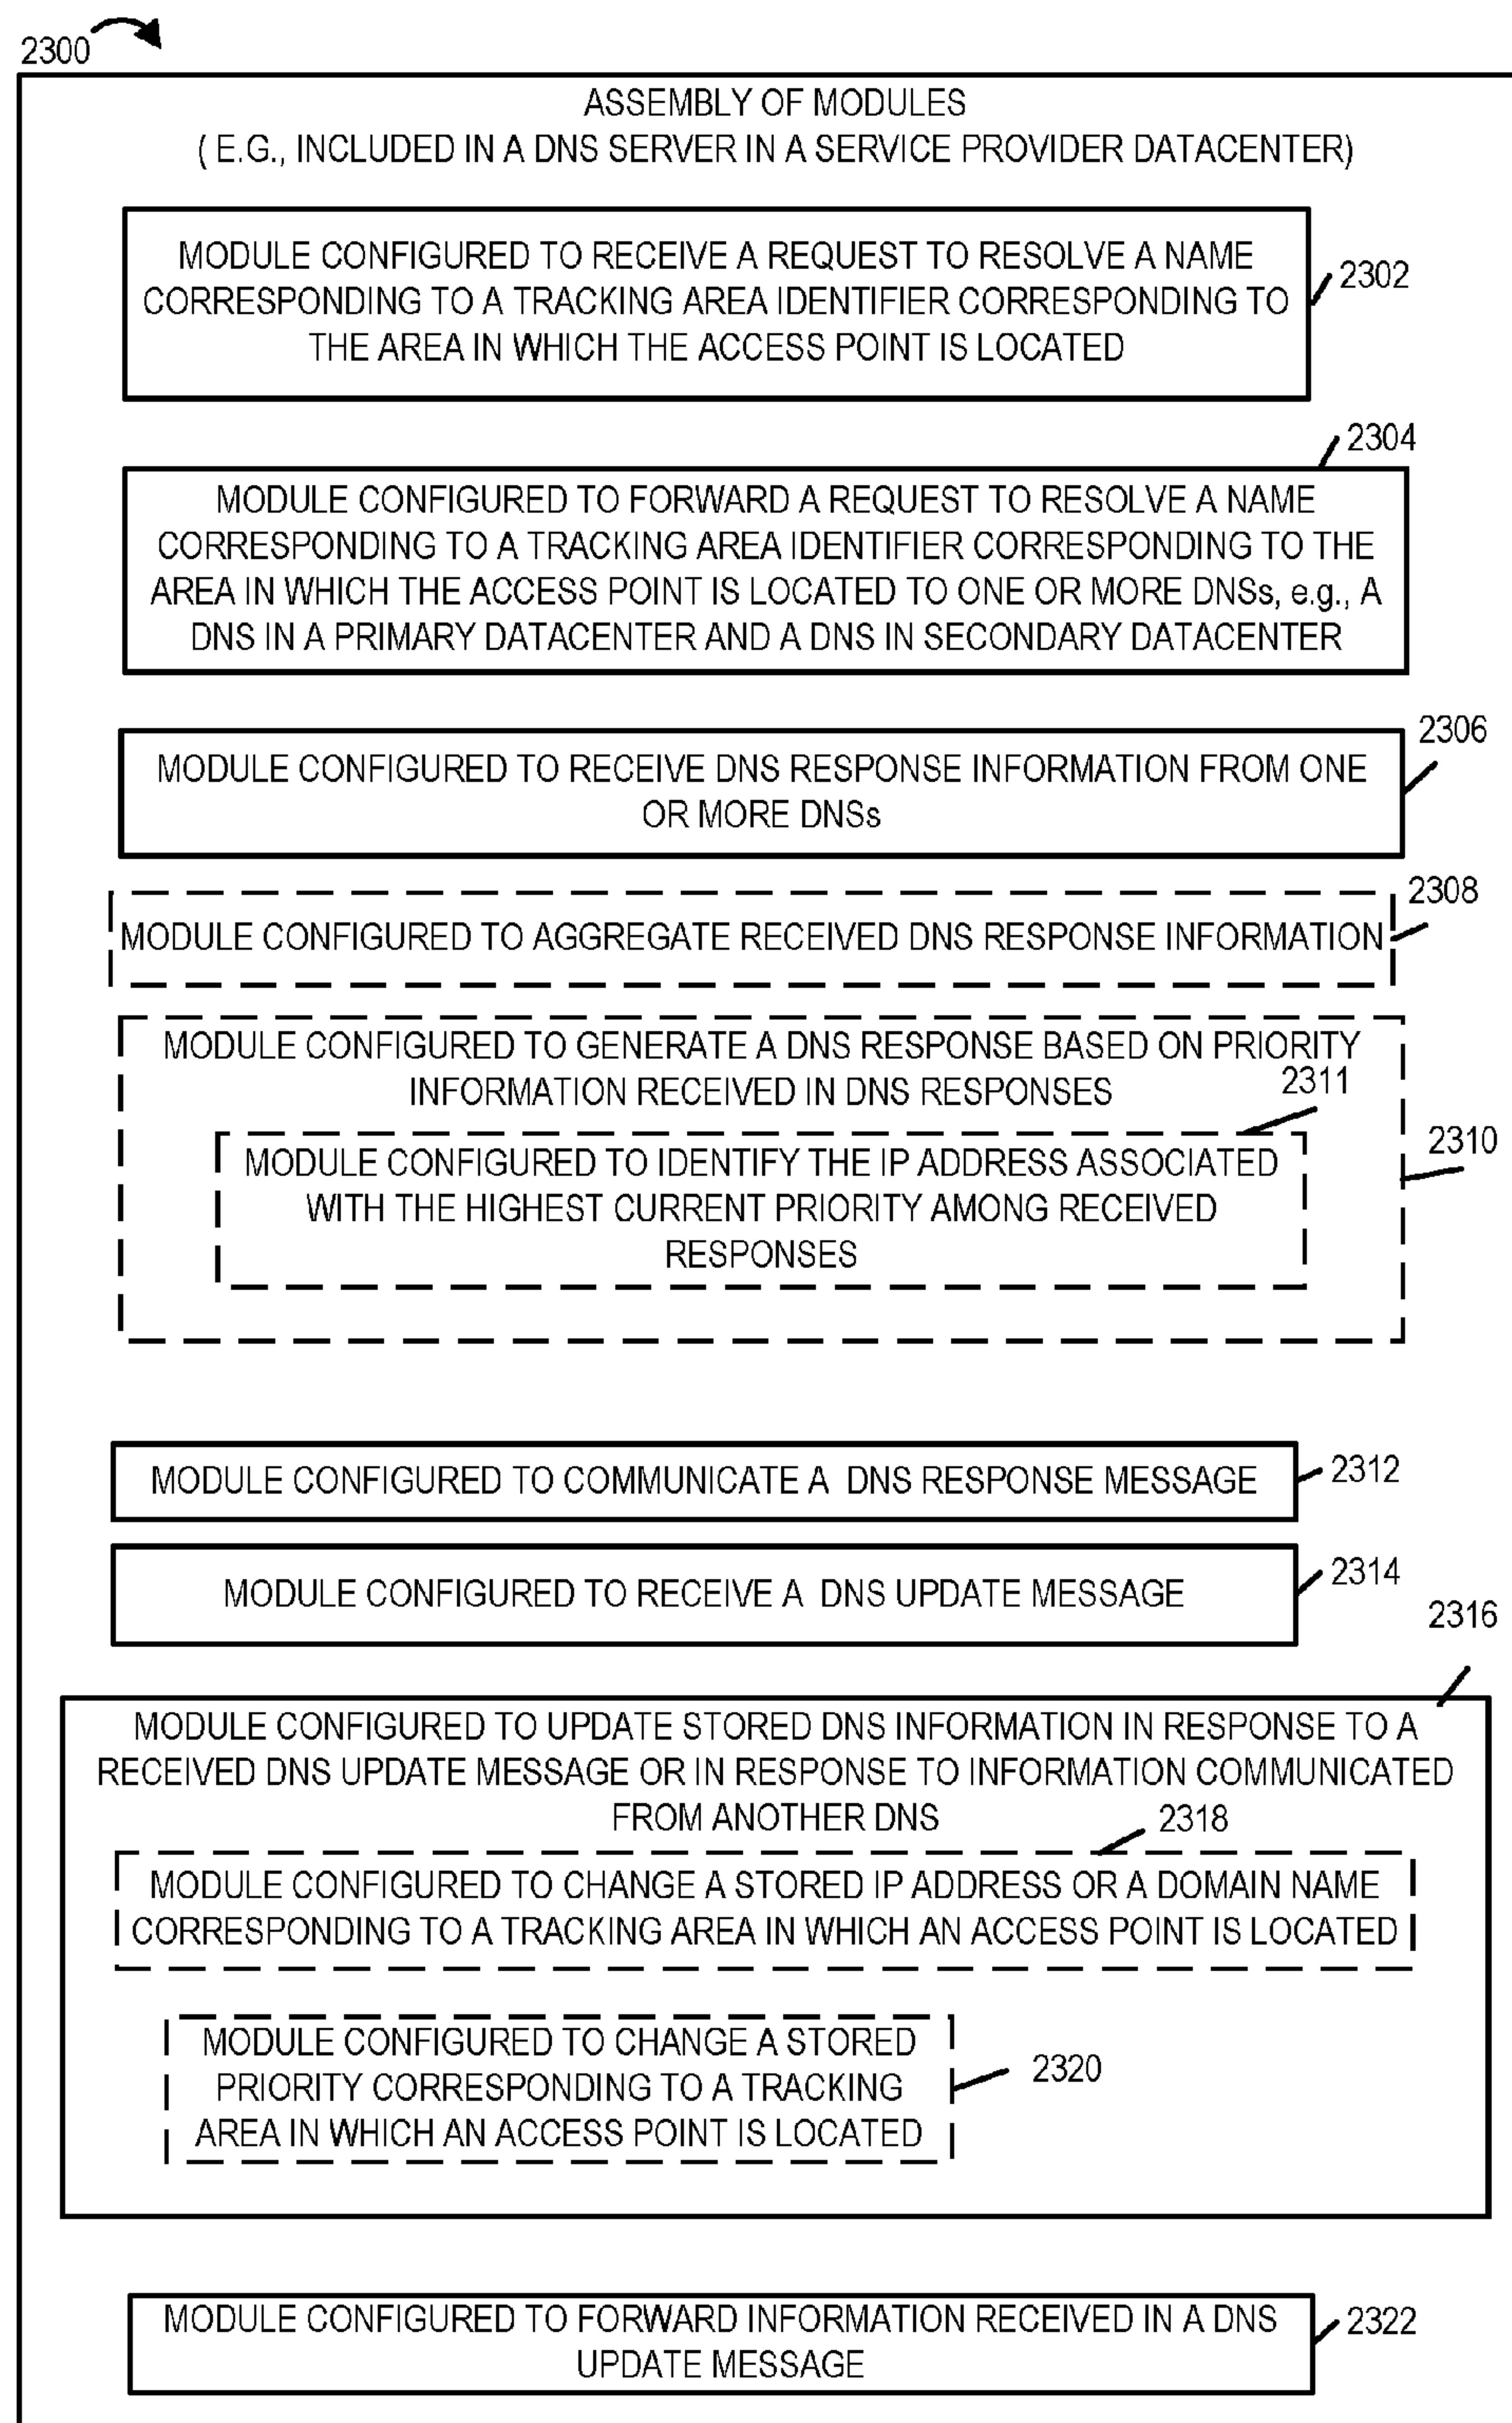 2300
ASSEMBLY OF MODULES
( E.G., INCLUDED IN A DNS SERVER IN A SERVICE PROVIDER DATACENTER)
MODULE CONFIGURED TO RECEIVE A REQUEST TO RESOLVE A NAME
CORRESPONDING TO A TRACKING AREA IDENTIFIER CORRESPONDING TO
THE AREA IN WHICH THE ACCESS POINT IS LOCATED
2302
2304
MODULE CONFIGURED TO FORWARD A REQUEST TO RESOLVE A NAME
CORRESPONDING TO A TRACKING AREA IDENTIFIER CORRESPONDING TO THE
AREA IN WHICH THE ACCESS POINT IS LOCATED TO ONE OR MORE DNSs, e.g., A
DNS IN A PRIMARY DATACENTER AND A DNS IN SECONDARY DATACENTER
2306
MODULE CONFIGURED TO RECEIVE DNS RESPONSE INFORMATION FROM ONE
OR MORE DNSs
2308
MODULE CONFIGURED TO AGGREGATE RECEIVED DNS RESPONSE INFORMATION
MODULE CONFIGURED TO GENERATE A DNS RESPONSE BASED ON PRIORITY
INFORMATION RECEIVED IN DNS RESPONSES
2311
2310
MODULE CONFIGURED TO IDENTIFY THE IP ADDRESS ASSOCIATED
WITH THE HIGHEST CURRENT PRIORITY AMONG RECEIVED
RESPONSES
MODULE CONFIGURED TO COMMUNICATE A DNS RESPONSE MESSAGE
2312
MODULE CONFIGURED TO RECEIVE A DNS UPDATE MESSAGE
2314
2316
MODULE CONFIGURED TO UPDATE STORED DNS INFORMATION IN RESPONSE TO A
RECEIVED DNS UPDATE MESSAGE OR IN RESPONSE TO INFORMATION COMMUNICATED
FROM ANOTHER DNS
2318
MODULE CONFIGURED TO CHANGE A STORED IP ADDRESS OR A DOMAIN NAME
CORRESPONDING TO A TRACKING AREA IN WHICH AN ACCESS POINT IS LOCATED
MODULE CONFIGURED TO CHANGE A STORED
PRIORITY CORRESPONDING TO A TRACKING
AREA IN WHICH AN ACCESS POINT IS LOCATED
2320
MODULE CONFIGURED TO FORWARD INFORMATION RECEIVED IN A DNS
UPDATE MESSAGE
2322